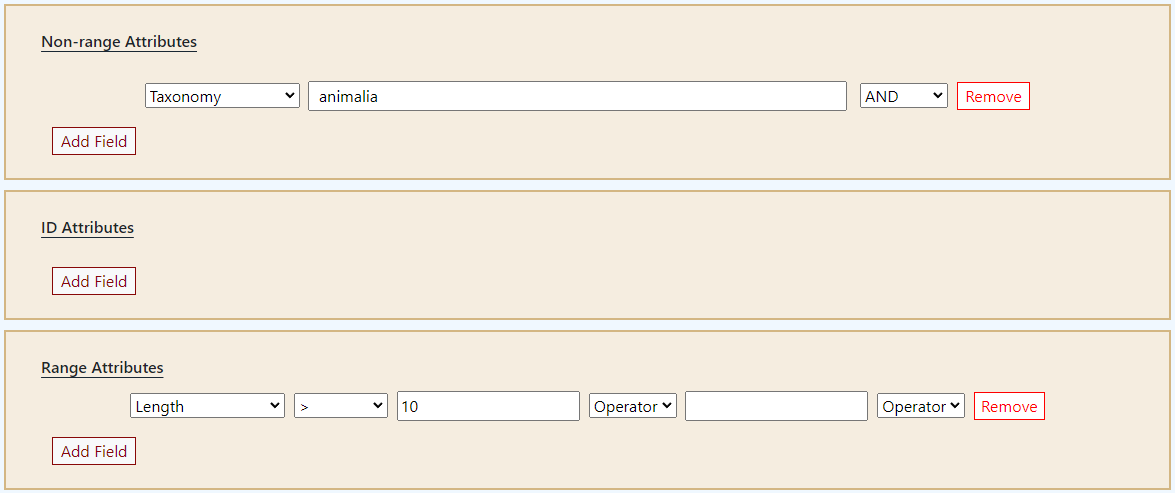 Non-range Attributes
Taxonomy animalia AND Remove
Add Field
ID Attributes
Add Field
Range Attributes
Length > 10 Operator Operator Remove
Add Field